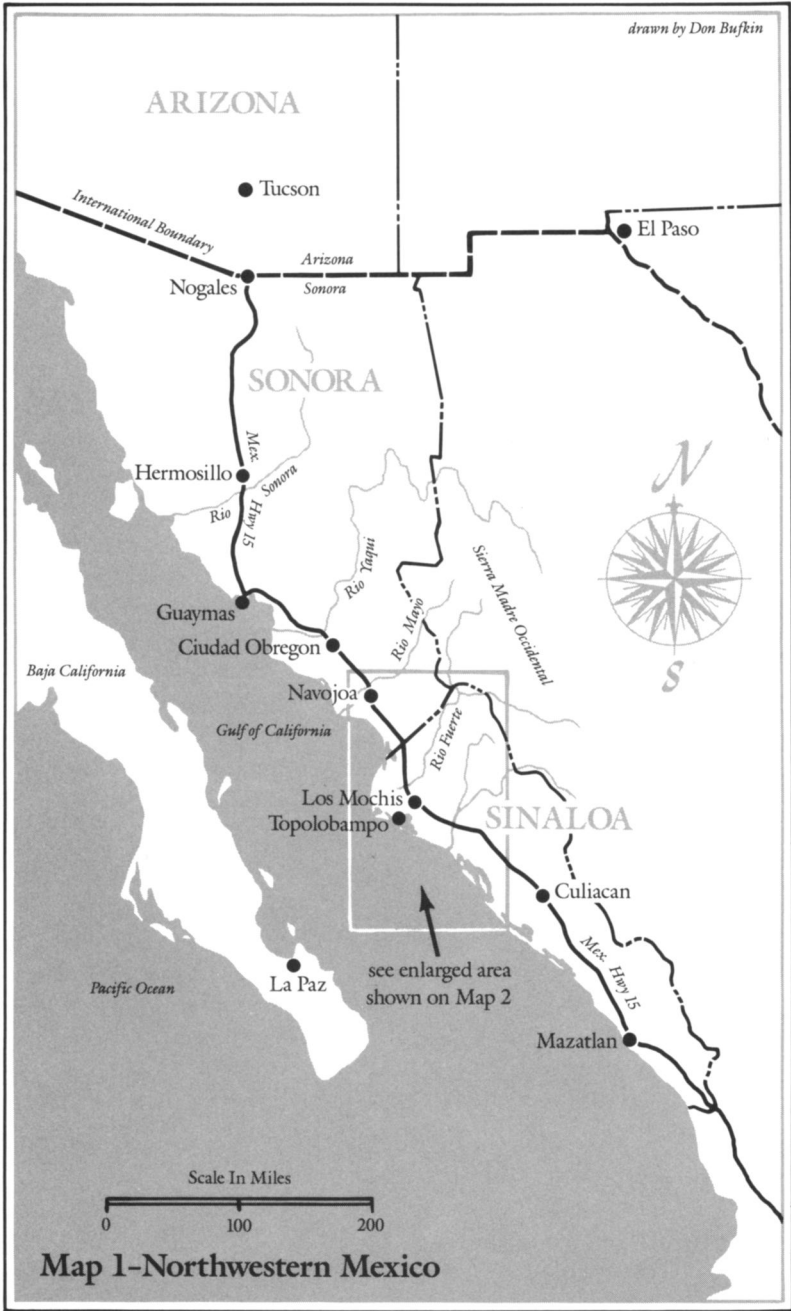 drawn by Don Bufkin
ARIZONA
Tucson
International Boundary
El Paso
Arizona
Nogales
Sonora
SONORA
N
Mex.
Hermosillo
Rio Sonora
Hwy 15
Rio Yaqui
Sierra Madre Occidental
Guaymas
Rio Mayo
Ciudad Obregon
S
Baja California
Navojoa
Gulf of California
Rio Fuerte
Los Mochis
Topolobampo
SINALOA
Culiacan
see enlarged area
shown on Map 2
Mex. Hwy 15
La Paz
Pacific Ocean
Mazatlan
Scale In Miles
0 100 200
Map 1-Northwestern Mexico